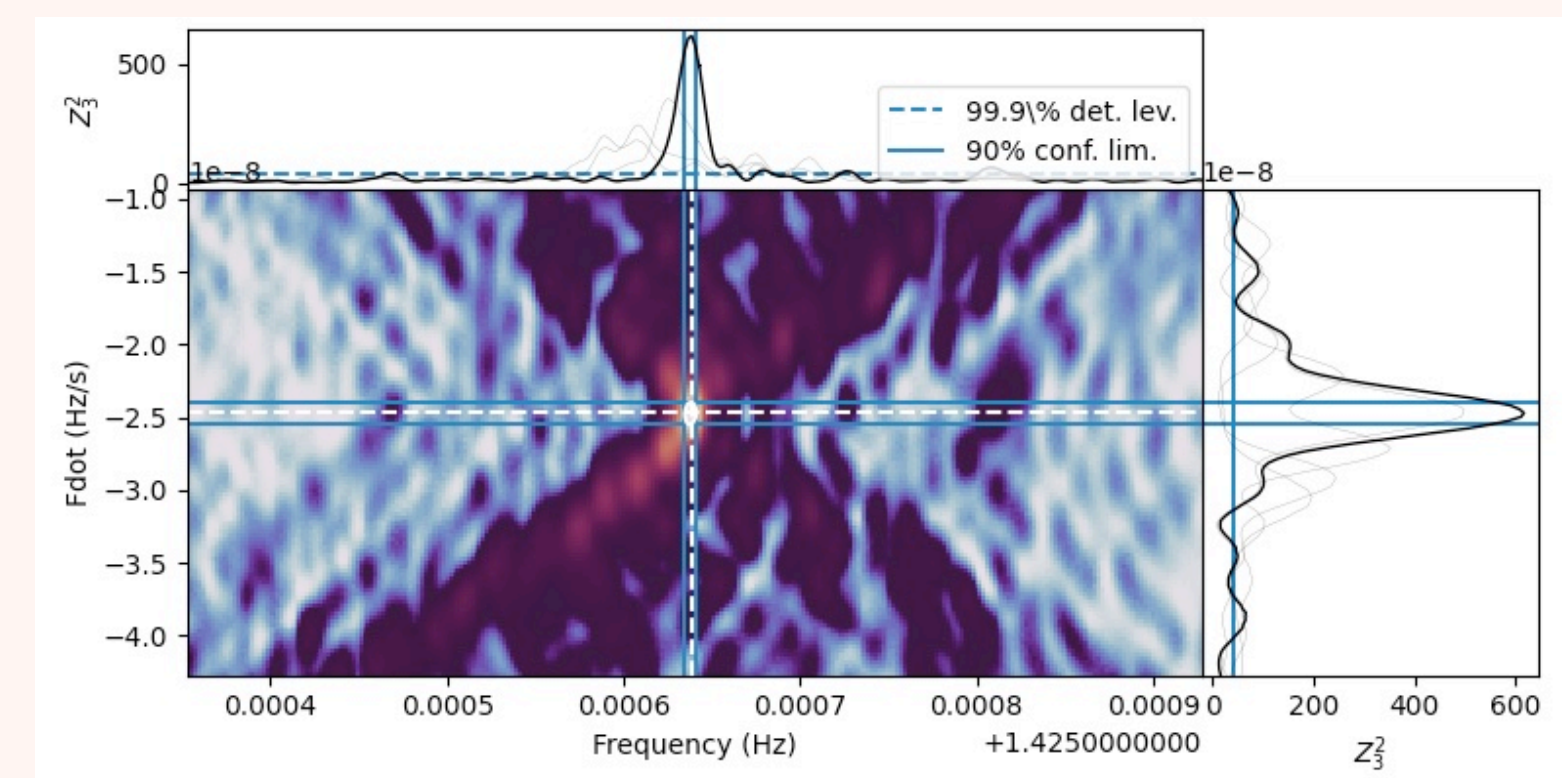 500
0
Z₃²
99.9\% det. lev.
90% conf. lim.
1e−8
1e−8
−1.0
−1.5
−2.0
−2.5
−3.0
−3.5
−4.0
Fdot (Hz/s)
0.0004 0.0005 0.0006 0.0007 0.0008 0.0009
0 200 400 600
Frequency (Hz)
+1.4250000000
Z₃²